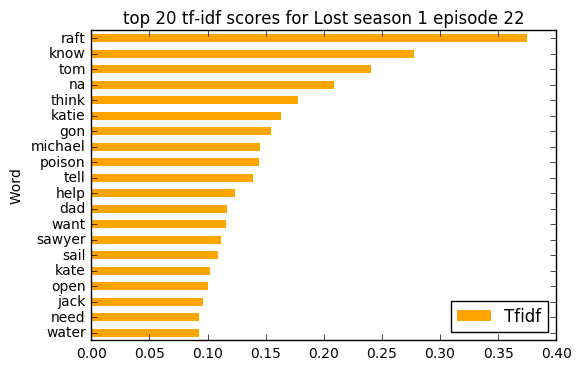 top 20 tf-idf scores for Lost season 1 episode 22
raft
know
tom
na
think
katie
gon
michael
poison
tell
help
dad
want
sawyer
sail
kate
open
jack
need
water
Word
Tfidf
0.00 0.05 0.10 0.15 0.20 0.25 0.30 0.35 0.40